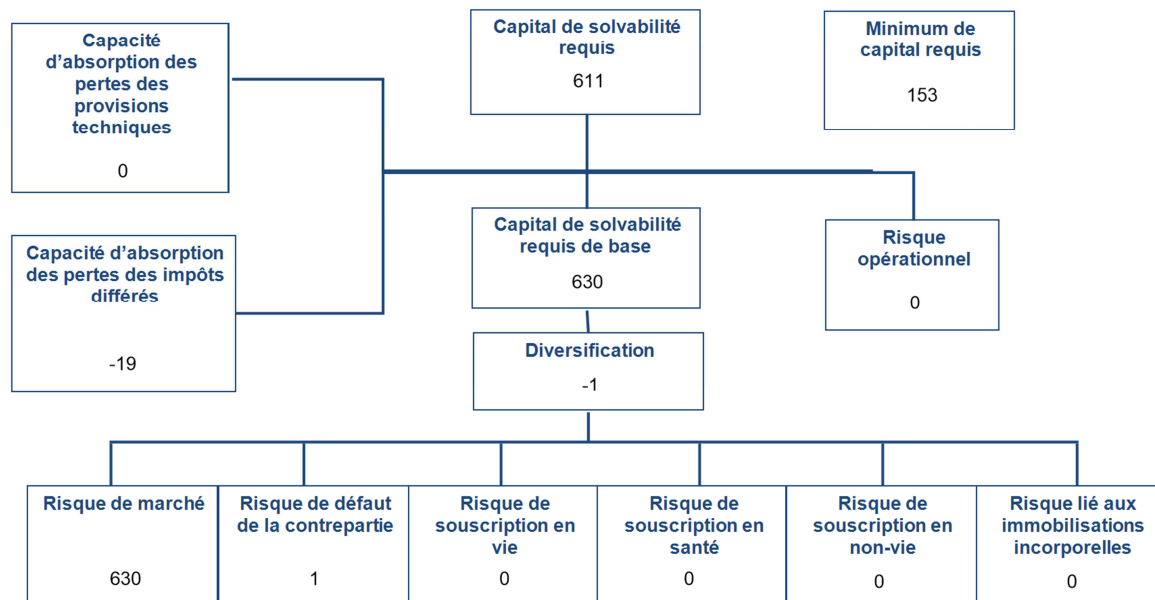 Capacité
d’absorption des
pertes des
provisions
techniques
0
Capital de solvabilité
requis
611
Minimum de
capital requis
153
Capacité d’absorption
des pertes des impôts
différés
-19
Capital de solvabilité
requis de base
630
Risque
opérationnel
0
Diversification
-1
Risque de marché
630
Risque de défaut
de la contrepartie
1
Risque de
souscription en
vie
0
Risque de
souscription en
santé
0
Risque de
souscription en
non-vie
0
Risque lié aux
immobilisations
incorporelles
0